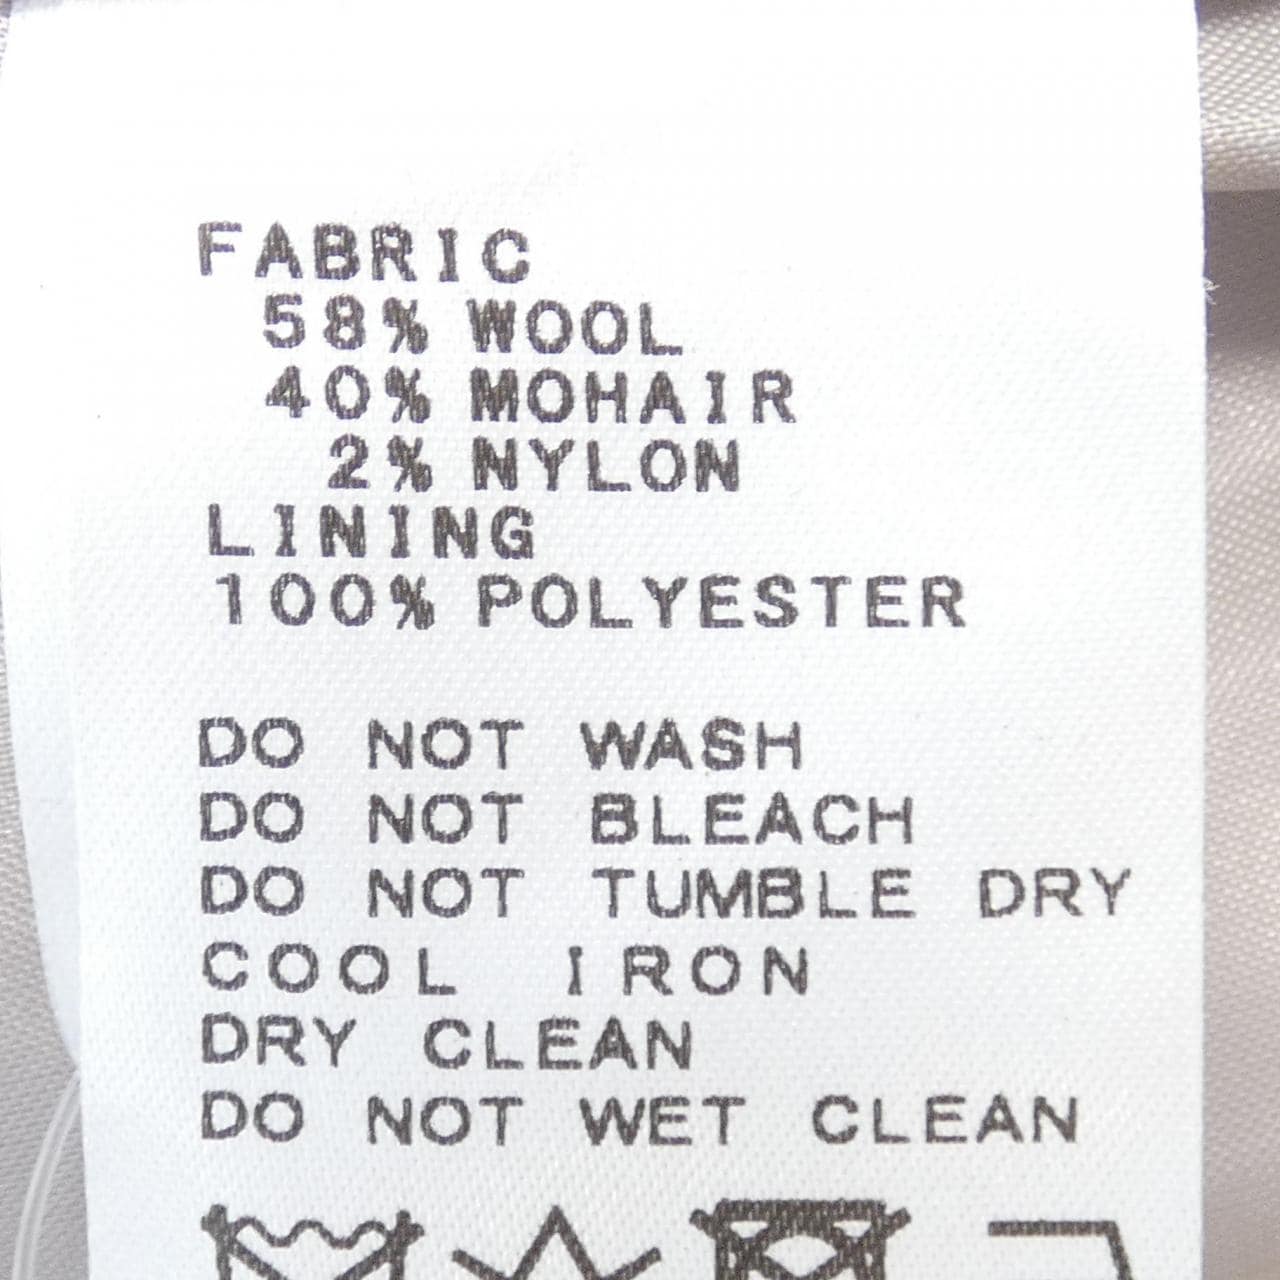 FABRIC
58% WOOL
40% MOHAIR
2% NYLON
LINING
100% POLYESTER
DO NOT WASH
DO NOT BLEACH
DO NOT TUMBLE DRY
COOL IRON
DRY CLEAN
DO NOT WET CLEAN